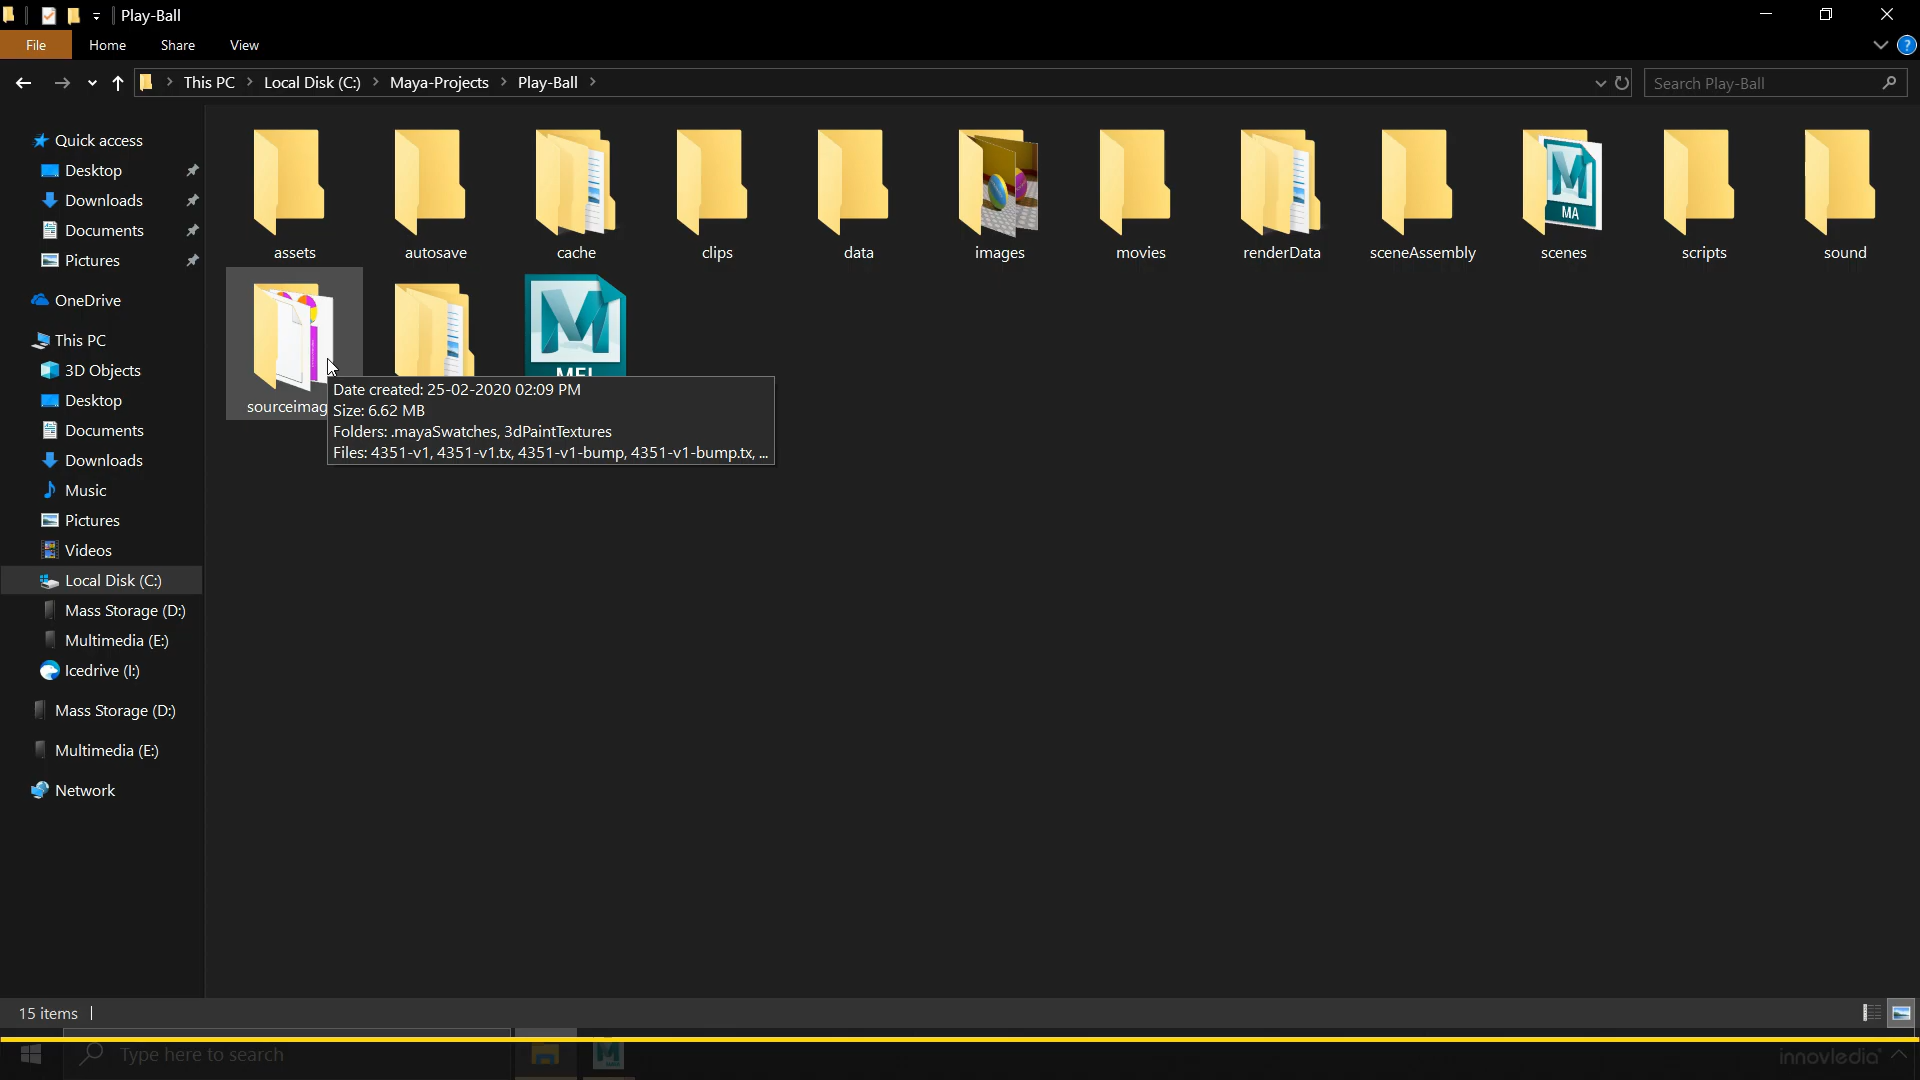 Play-Ball
File Home Share View
This PC Local Disk (C:) Maya-Projects Play-Ball
Search Play-Ball
Quick access
Desktop
Downloads
Documents
Pictures
OneDrive
This PC
3D Objects
Desktop
Documents
Downloads
Music
Pictures
Videos
Local Disk (C:)
Mass Storage (D:)
Multimedia (E:)
Icedrive (I:)
Mass Storage (D:)
Multimedia (E:)
Network
assets autosave cache clips data images movies renderData sceneAssembly scenes scripts sound
MA
MEL
sourceimag
Date created: 25-02-2020 02:09 PM
Size: 6.62 MB
Folders: .mayaSwatches, 3dPaintTextures
Files: 4351-v1, 4351-v1.tx, 4351-v1-bump, 4351-v1-bump.tx, ...
15 items
Type here to search
innovledia